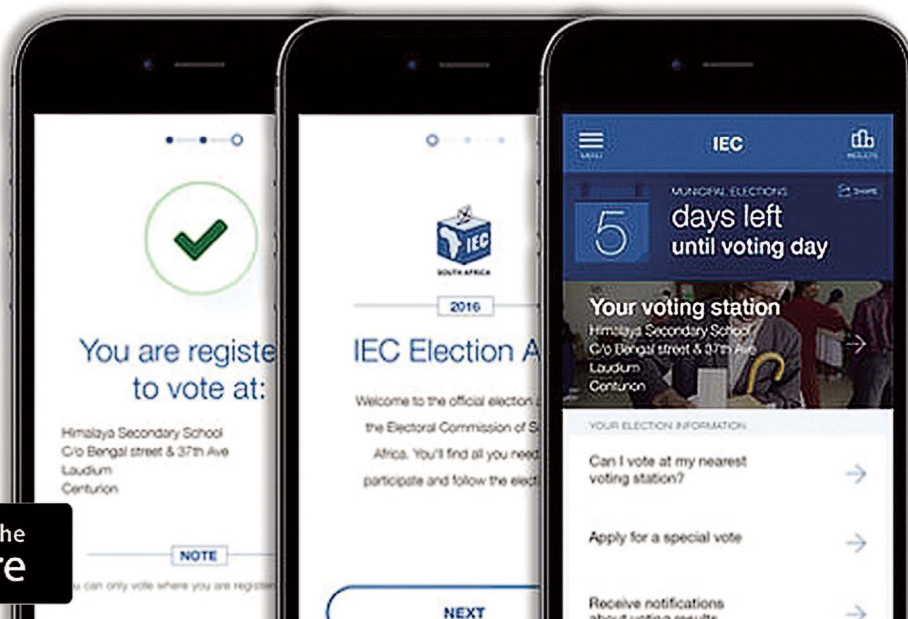 You are registe
to vote at:
Himalaya Secondary School
C/o Bengal street & 37th Ave
Laudium
Centurion
NOTE
can only vote where you are register
he
re
IEC
SOUTH AFRICA
2016
IEC Election A
Welcome to the official election a
the Electoral Commission of S
Africa. You'll find all you need
participate and follow the elect
NEXT
MENU
IEC
RESULTS
MUNICIPAL ELECTIONS
SHARE
5
days left
until voting day
Your voting station
Himalaya Secondary School
C/o Bengal street & 37th Ave
Laudium
Centurion
YOUR ELECTION INFORMATION
Can I vote at my nearest
voting station?
Apply for a special vote
Receive notifications
about voting results